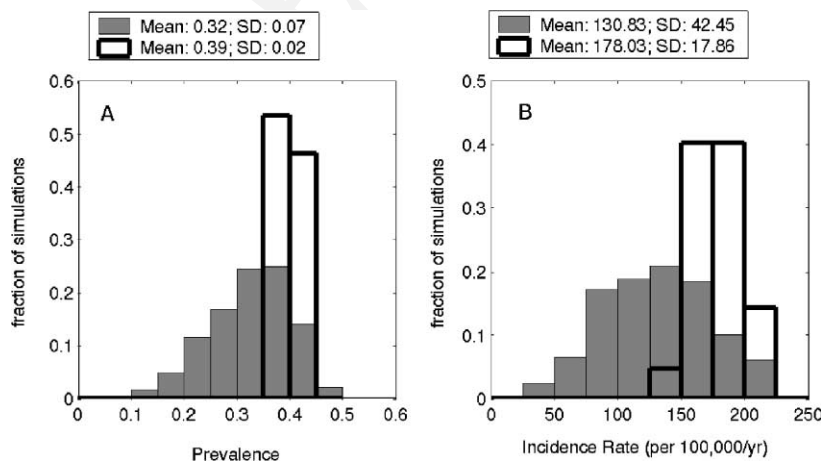 Mean: 0.32; SD: 0.07
Mean: 0.39; SD: 0.02
Mean: 130.83; SD: 42.45
Mean: 178.03; SD: 17.86
A
fraction of simulations
0.6
0.5
0.4
0.3
0.2
0.1
0
0 0.1 0.2 0.3 0.4 0.5 0.6
Prevalence
B
fraction of simulations
0.5
0.4
0.3
0.2
0.1
0
0 50 100 150 200 250
Incidence Rate (per 100,000/yr)